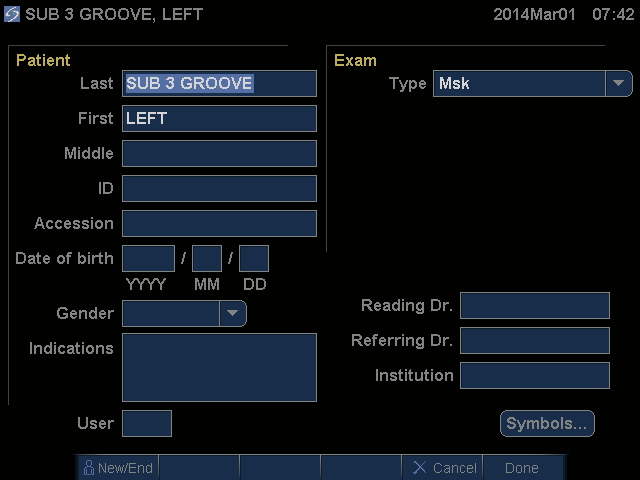 SUB 3 GROOVE, LEFT 2014Mar01 07:42
Patient
Last SUB 3 GROOVE
First LEFT
Middle
ID
Accession
Date of birth / /
YYYY MM DD
Gender
Indications
User
Exam
Type Msk
Reading Dr.
Referring Dr.
Institution
Symbols...
New/End Cancel Done